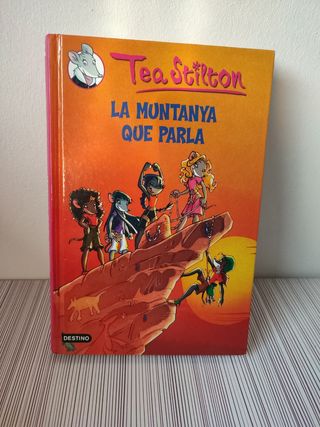 Tea Stilton
LA MUNTANYA
QUE PARLA
DESTINO